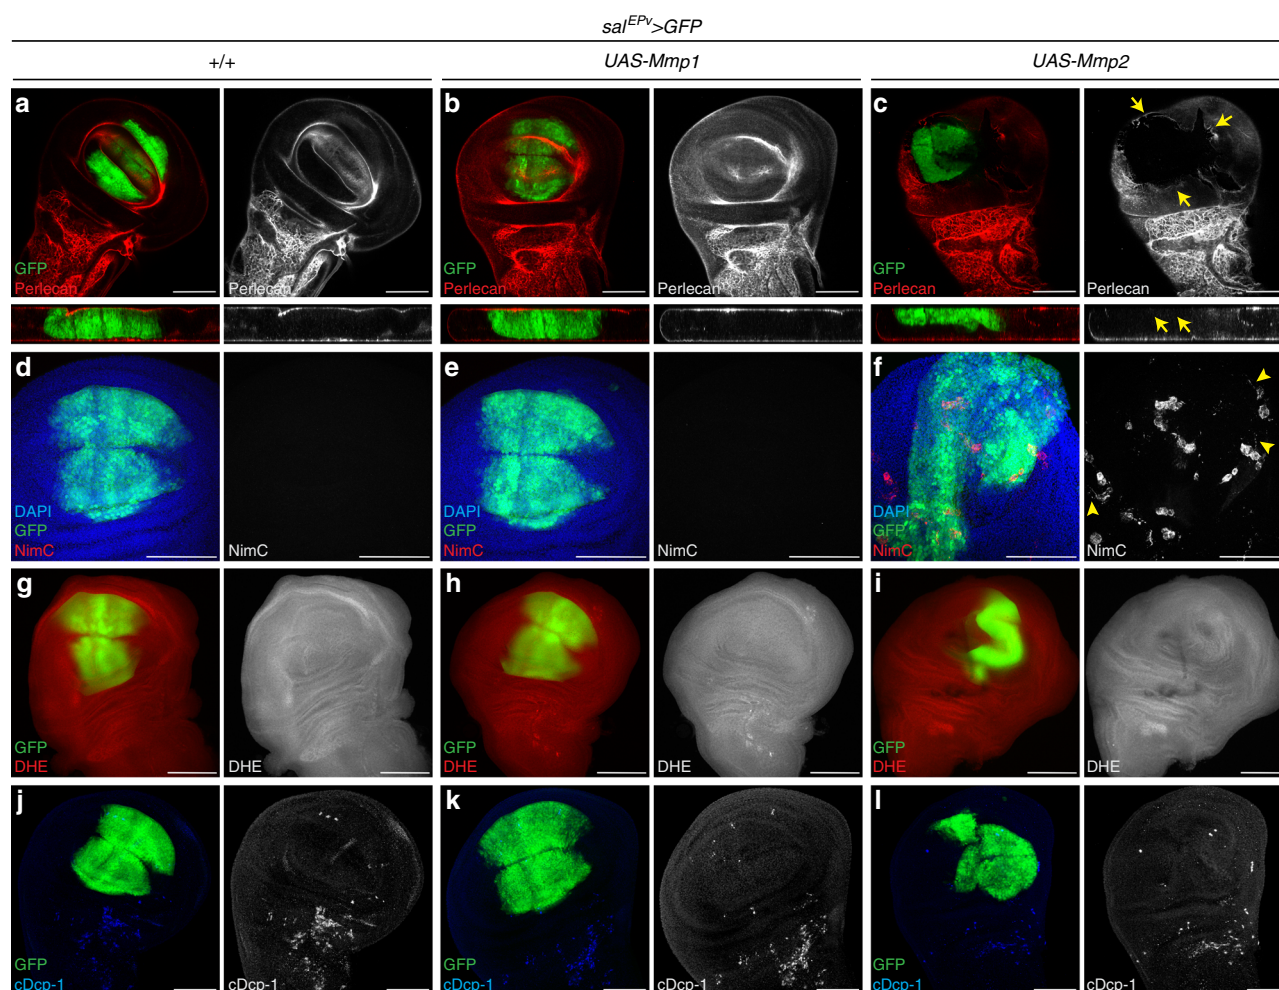 sal^EPv>GFP
+/+ UAS-Mmp1 UAS-Mmp2
a b c
GFP GFP GFP
Perlecan Perlecan Perlecan Perlecan Perlecan Perlecan
d e f
DAPI DAPI DAPI
GFP GFP GFP
NimC NimC NimC NimC NimC NimC
g h i
GFP GFP GFP
DHE DHE DHE DHE DHE DHE
j k l
GFP GFP GFP
cDcp-1 cDcp-1 cDcp-1 cDcp-1 cDcp-1 cDcp-1